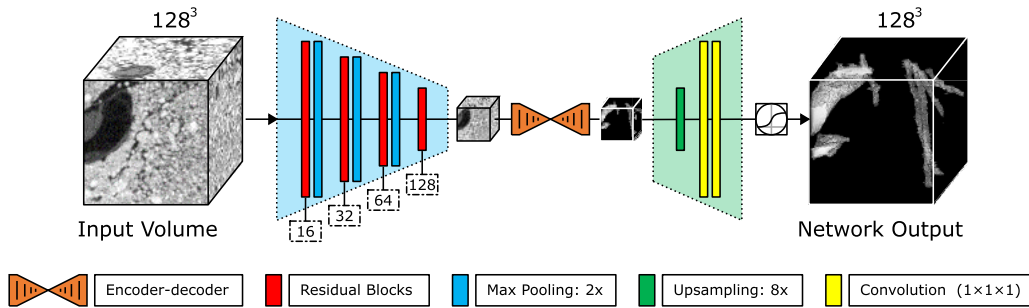 128³
128³
16
32
64
128
Input Volume
Network Output
Encoder-decoder
Residual Blocks
Max Pooling: 2x
Upsampling: 8x
Convolution (1×1×1)